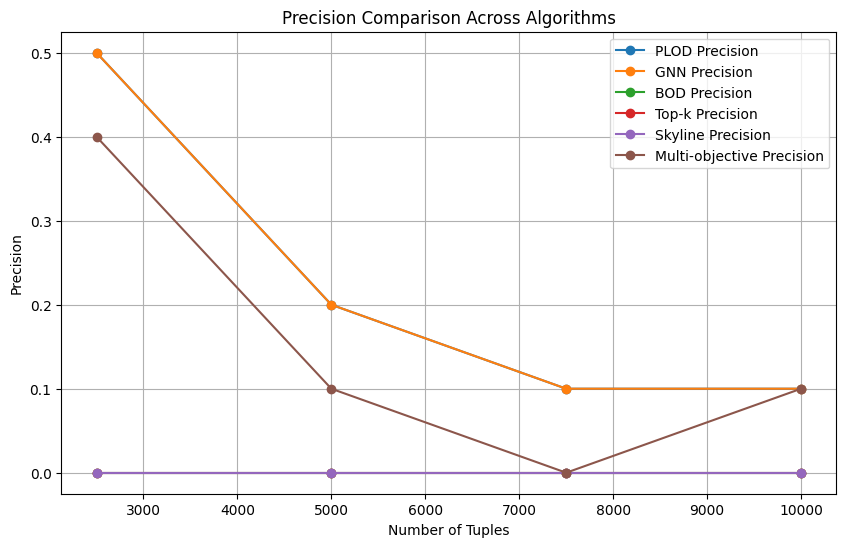 Precision Comparison Across Algorithms
PLOD Precision
GNN Precision
BOD Precision
Top-k Precision
Skyline Precision
Multi-objective Precision
Precision
0.5
0.4
0.3
0.2
0.1
0.0
3000 4000 5000 6000 7000 8000 9000 10000
Number of Tuples